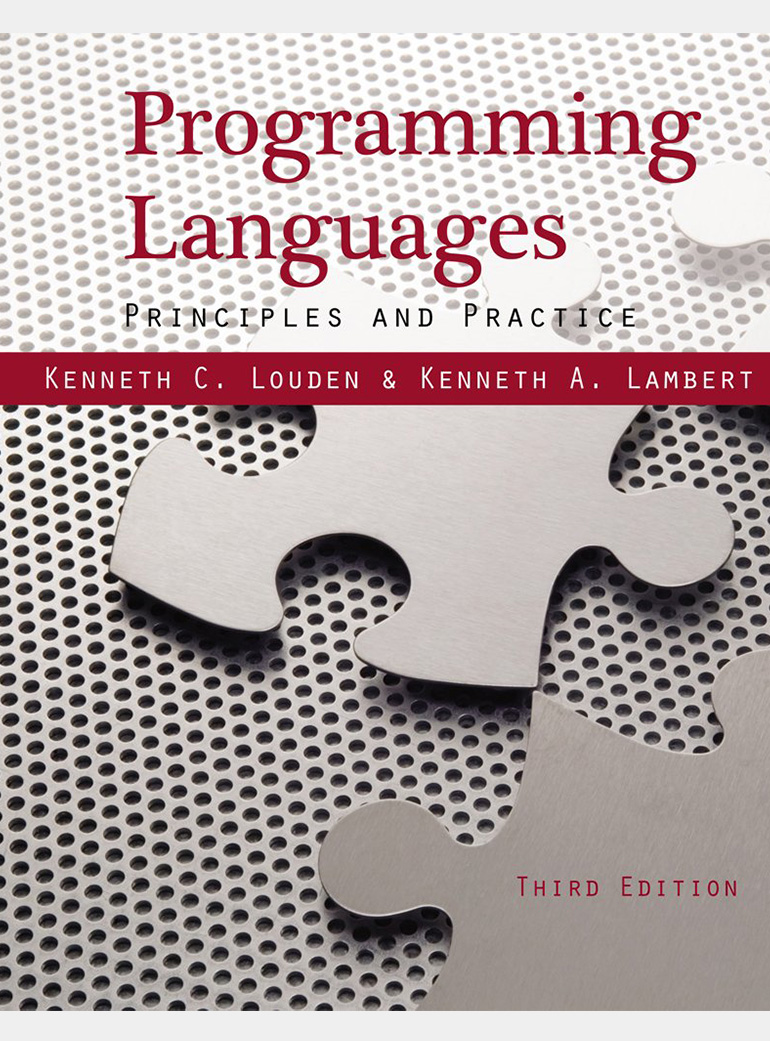 Programming
Languages
PRINCIPLES AND PRACTICE
KENNETH C. LOUDEN & KENNETH A. LAMBERT
THIRD EDITION